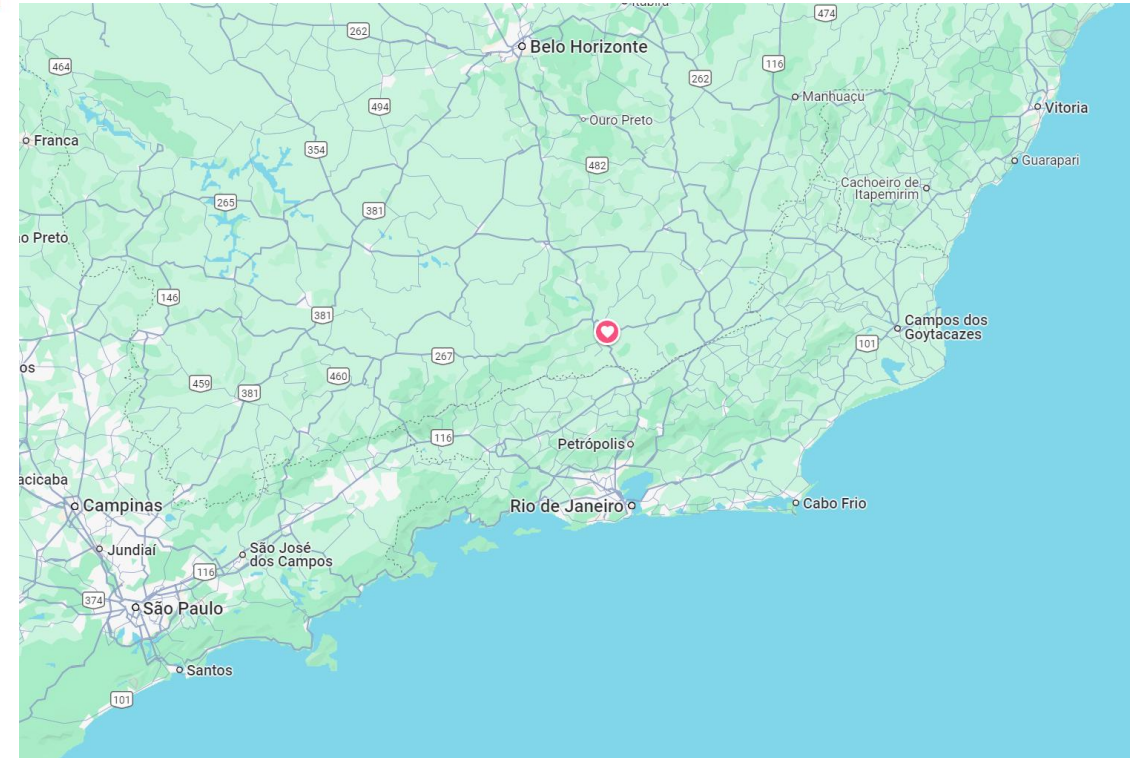 Itabira
474
262
Belo Horizonte
116
464
262
494
Manhuaçu
Vitoria
Ouro Preto
Franca
354
Guarapari
482
Cachoeiro de
Itapemirim
265
381
o Preto
146
381
Campos dos
Goytacazes
101
267
os
460
459
381
116
Petrópolis
acicaba
Campinas
Rio de Janeiro
Cabo Frio
Jundiaí
São José
dos Campos
116
374
São Paulo
Santos
101